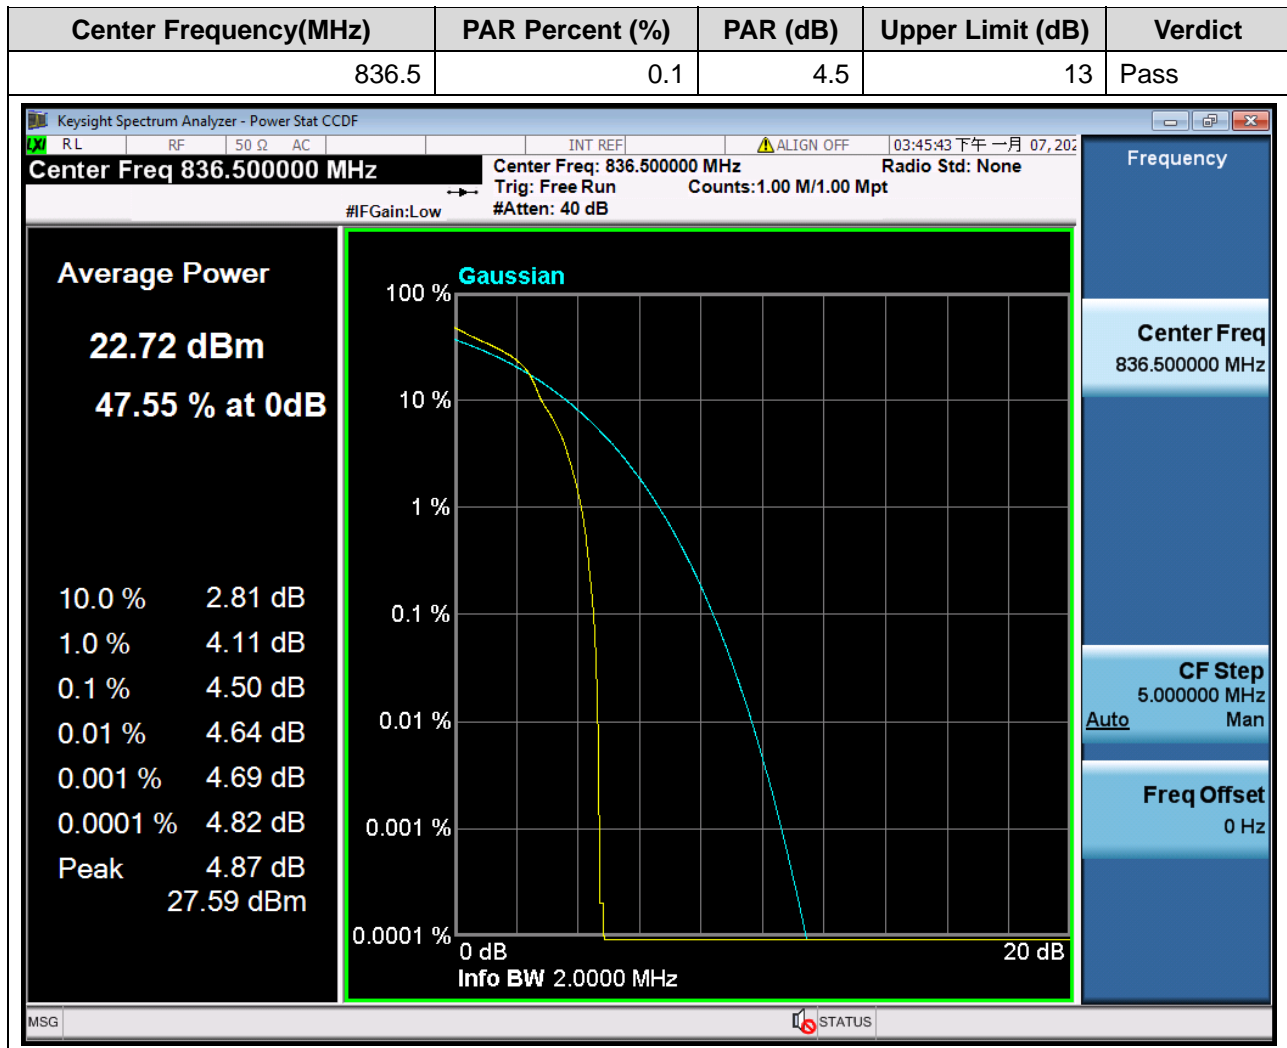 Center Frequency(MHz) PAR Percent (%) PAR (dB) Upper Limit (dB) Verdict
836.5 0.1 4.5 13 Pass
Keysight Spectrum Analyzer - Power Stat CCDF
LXI RL RF 50 Ω AC INT REF ALIGN OFF 03:45:43 下午 一月 07, 202
Center Freq 836.500000 MHz
Center Freq: 836.500000 MHz Radio Std: None
Trig: Free Run Counts:1.00 M/1.00 Mpt
#IFGain:Low #Atten: 40 dB
Average Power
22.72 dBm
47.55 % at 0dB
10.0 % 2.81 dB
1.0 % 4.11 dB
0.1 % 4.50 dB
0.01 % 4.64 dB
0.001 % 4.69 dB
0.0001 % 4.82 dB
Peak 4.87 dB
27.59 dBm
Gaussian
100 %
10 %
1 %
0.1 %
0.01 %
0.001 %
0.0001 %
0 dB 20 dB
Info BW 2.0000 MHz
Frequency
Center Freq
836.500000 MHz
CF Step
5.000000 MHz
Auto Man
Freq Offset
0 Hz
MSG STATUS